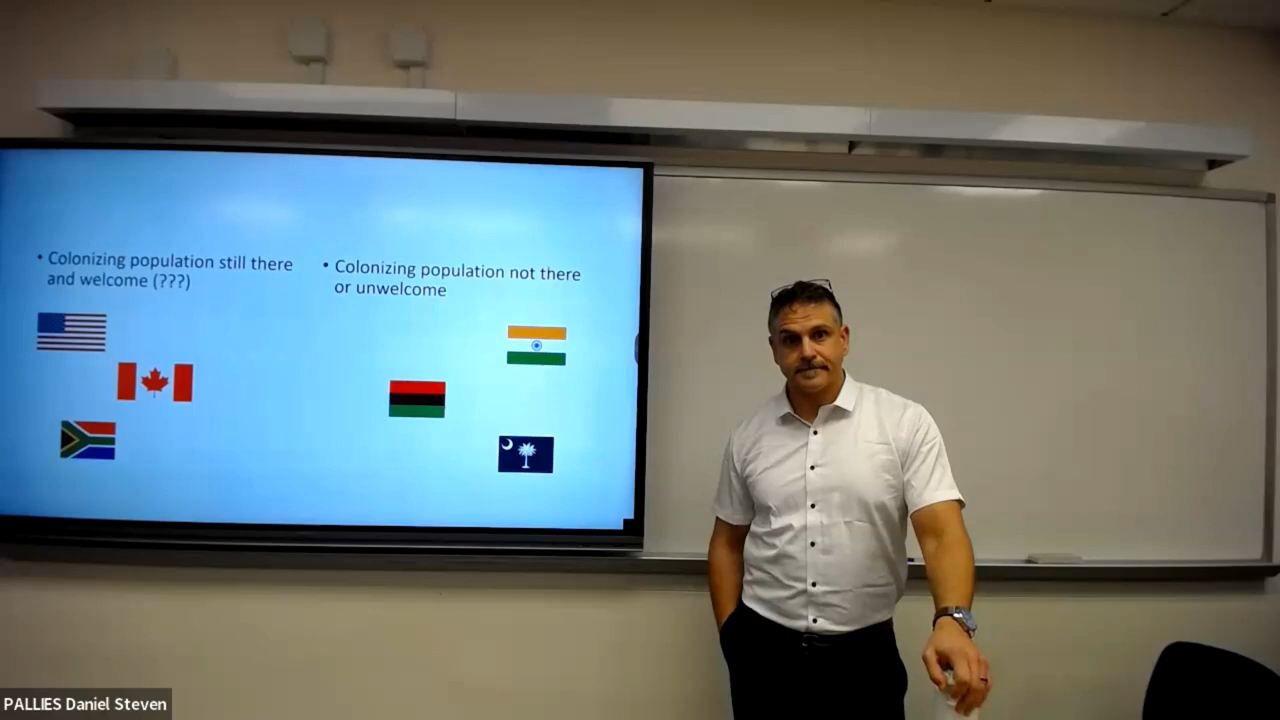 • Colonizing population still there
and welcome (???)
• Colonizing population not there
or unwelcome
PALLIES Daniel Steven